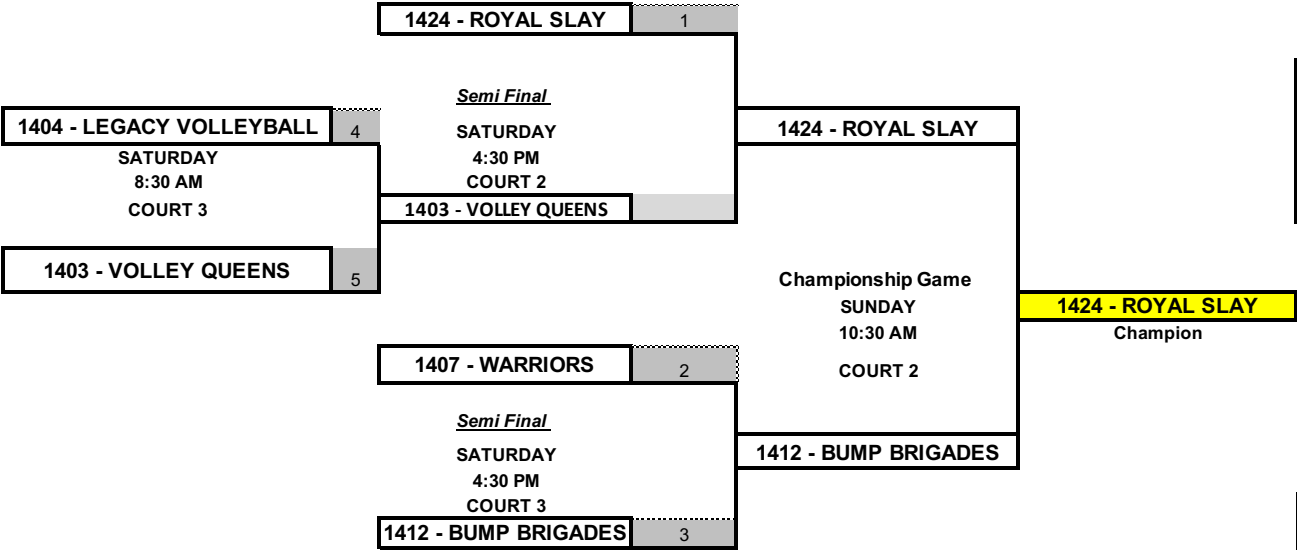 1424 - ROYAL SLAY 1
Semi Final
1404 - LEGACY VOLLEYBALL 4
SATURDAY
1424 - ROYAL SLAY
SATURDAY
4:30 PM
8:30 AM
COURT 2
COURT 3
1403 - VOLLEY QUEENS
1403 - VOLLEY QUEENS 5
Championship Game
SUNDAY
1424 - ROYAL SLAY
10:30 AM
Champion
1407 - WARRIORS 2
COURT 2
Semi Final
SATURDAY
1412 - BUMP BRIGADES
4:30 PM
COURT 3
1412 - BUMP BRIGADES 3